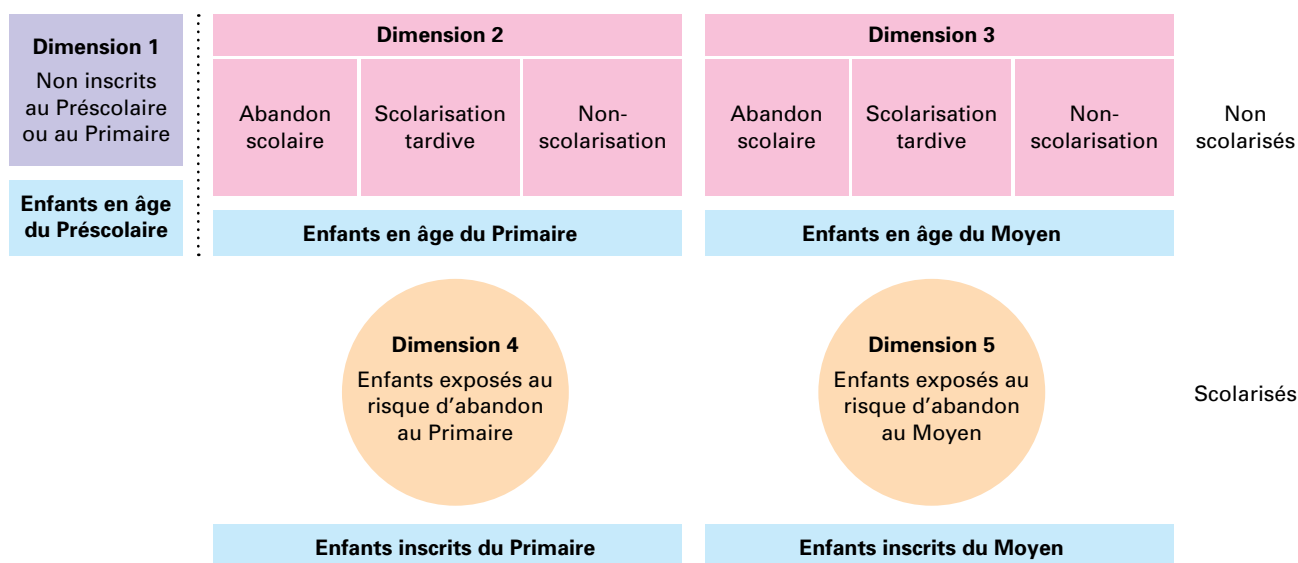 Dimension 1
Non inscrits
au Préscolaire
ou au Primaire
Enfants en âge
du Préscolaire
Dimension 2
Abandon
scolaire
Scolarisation
tardive
Non-
scolarisation
Enfants en âge du Primaire
Dimension 3
Abandon
scolaire
Scolarisation
tardive
Non-
scolarisation
Enfants en âge du Moyen
Non
scolarisés
Dimension 4
Enfants exposés au
risque d’abandon
au Primaire
Dimension 5
Enfants exposés au
risque d’abandon
au Moyen
Scolarisés
Enfants inscrits du Primaire
Enfants inscrits du Moyen